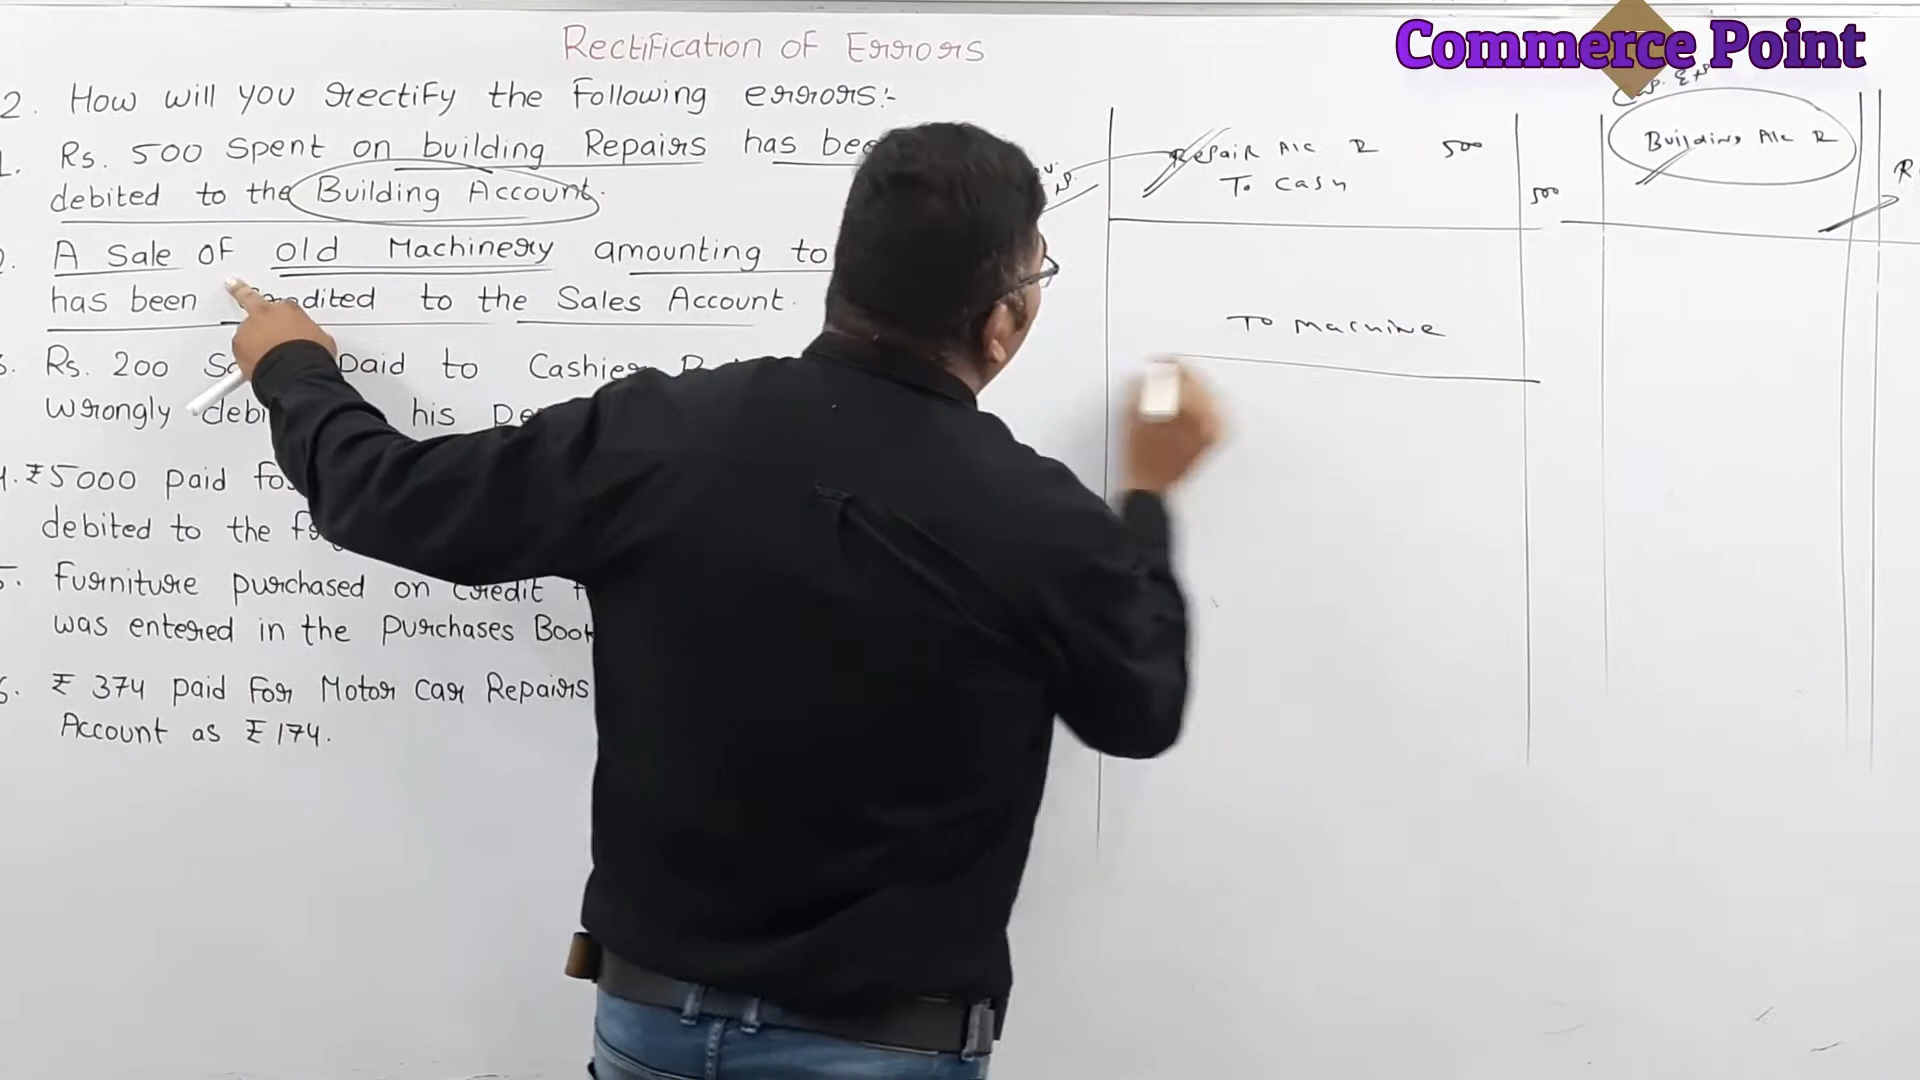 Commerce Point
Rectification of Errors
2. How will you rectify the following errors:-
1. Rs. 500 spent on building Repairs has
debited to the Building Account.
2. A Sale of old Machinery amounting to
has been credited to the Sales Account.
3. Rs. 200 paid to Cashier
wrongly his
4. ₹5000 paid
debited to the
5. Furniture purchased on credit
was entered in the Purchases Book
6. ₹ 374 paid for Motor Car Repairs
Account as ₹174.
Repair A/c 500
To Cash 500
To Machine
Cap. Exp
Building A/c